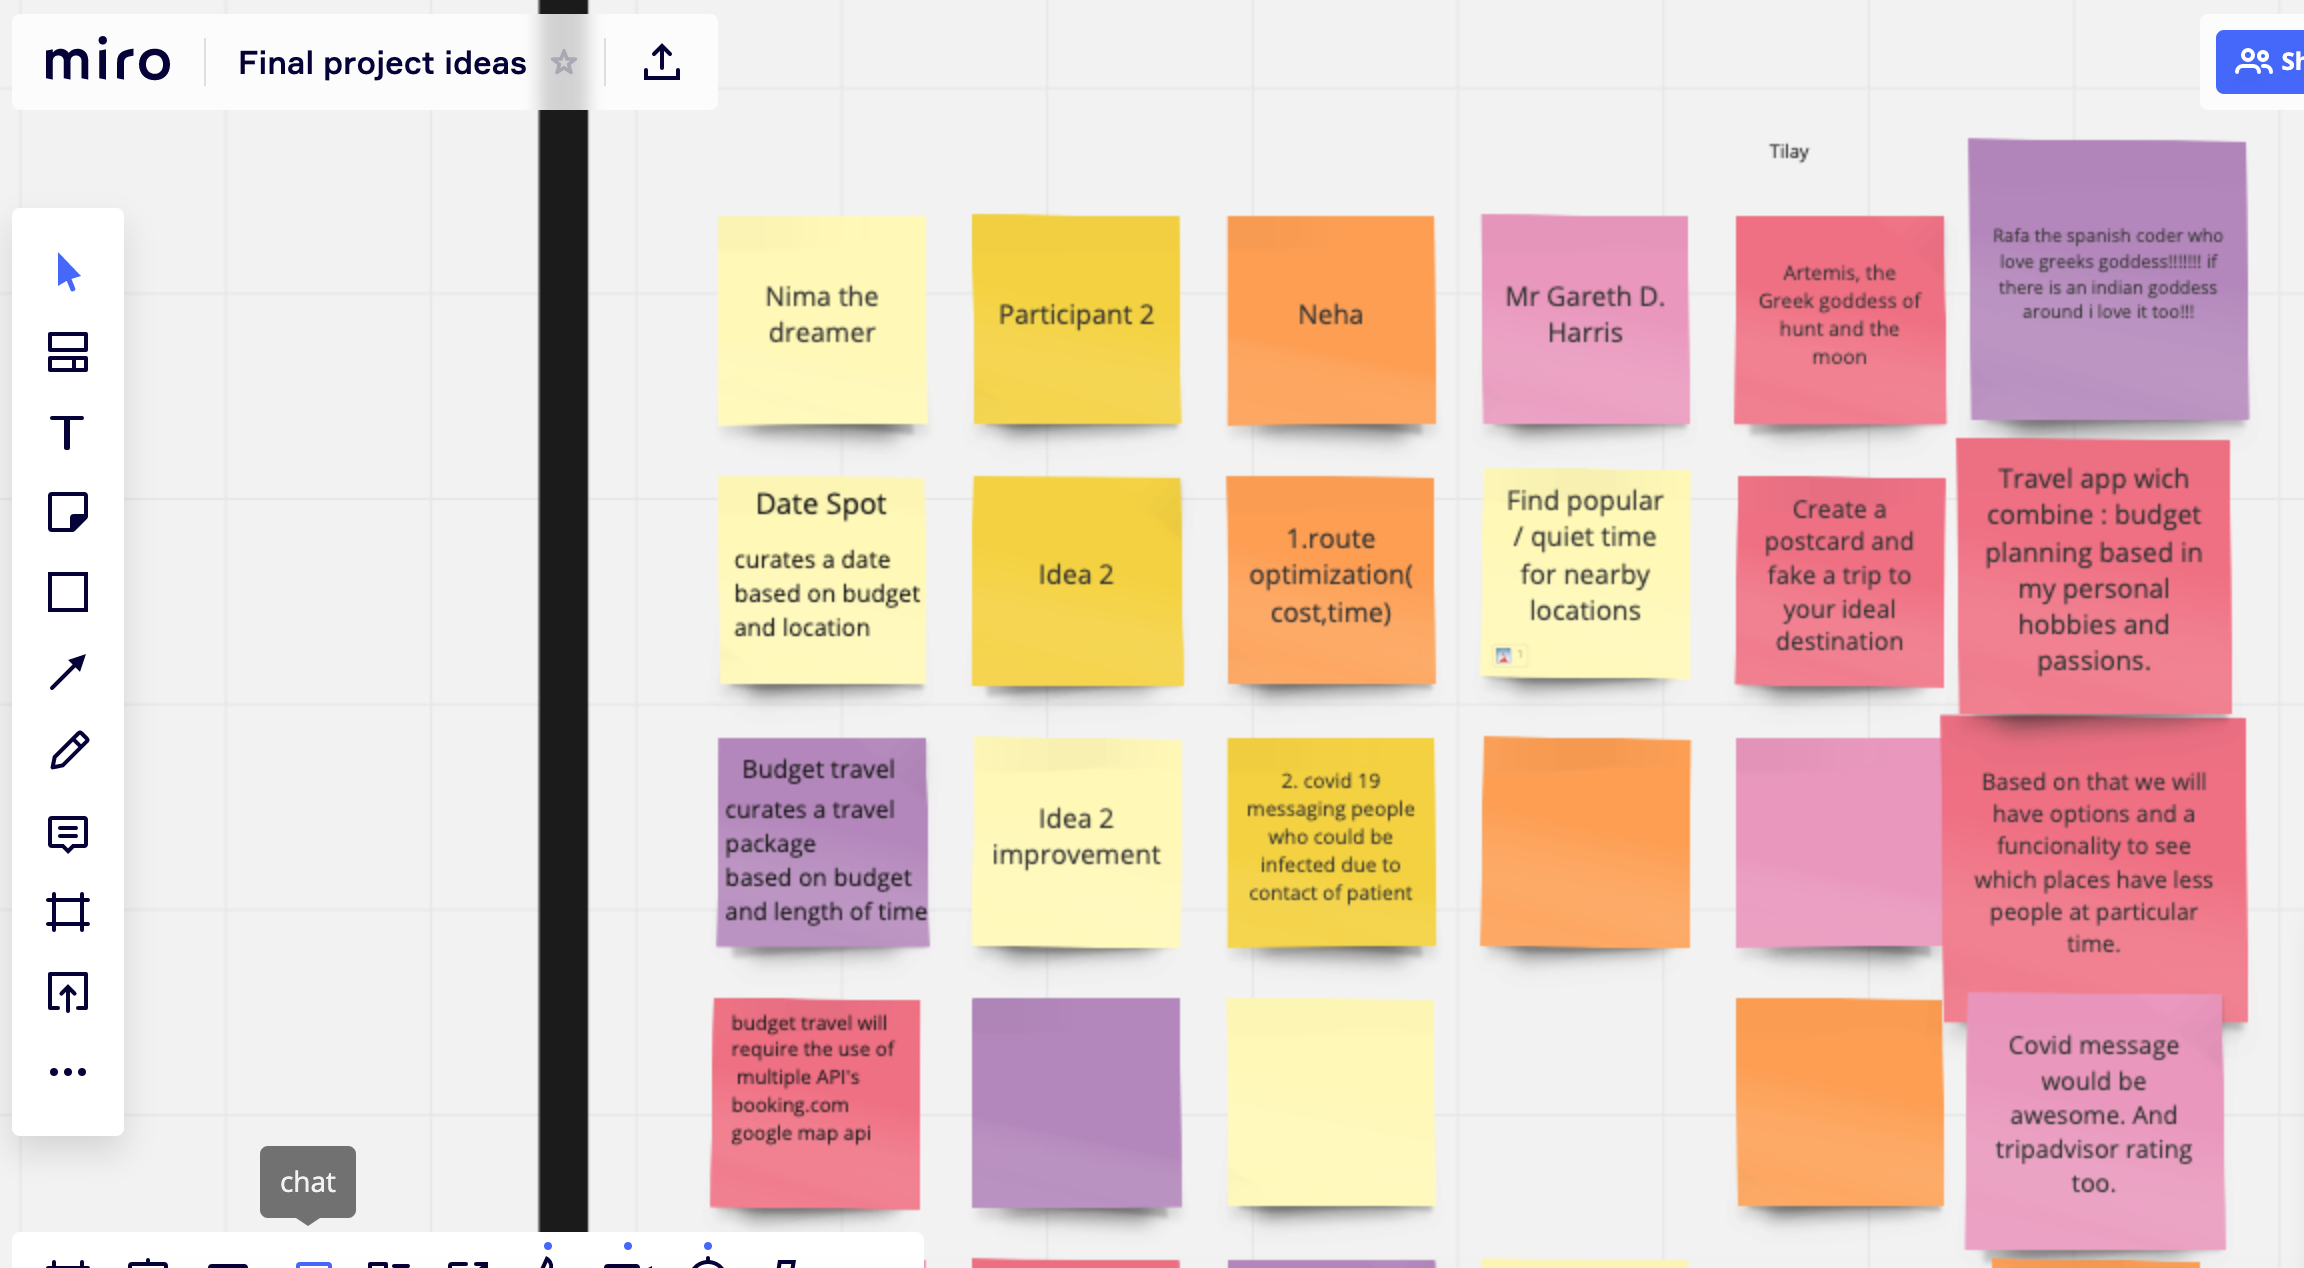 miro
Final project ideas
Sh
Tilay
Nima the
dreamer
Participant 2
Neha
Mr Gareth D.
Harris
Artemis, the
Greek goddess of
hunt and the
moon
Rafa the spanish coder who
love greeks goddess!!!!!!! if
there is an indian goddess
around i love it too!!!
Date Spot
curates a date
based on budget
and location
Idea 2
1.route
optimization(
cost,time)
Find popular
/ quiet time
for nearby
locations
1
Create a
postcard and
fake a trip to
your ideal
destination
Travel app wich
combine : budget
planning based in
my personal
hobbies and
passions.
Budget travel
curates a travel
package
based on budget
and length of time
Idea 2
improvement
2. covid 19
messaging people
who could be
infected due to
contact of patient
Based on that we will
have options and a
funcionality to see
which places have less
people at particular
time.
budget travel will
require the use of
multiple API's
booking.com
google map api
Covid message
would be
awesome. And
tripadvisor rating
too.
chat